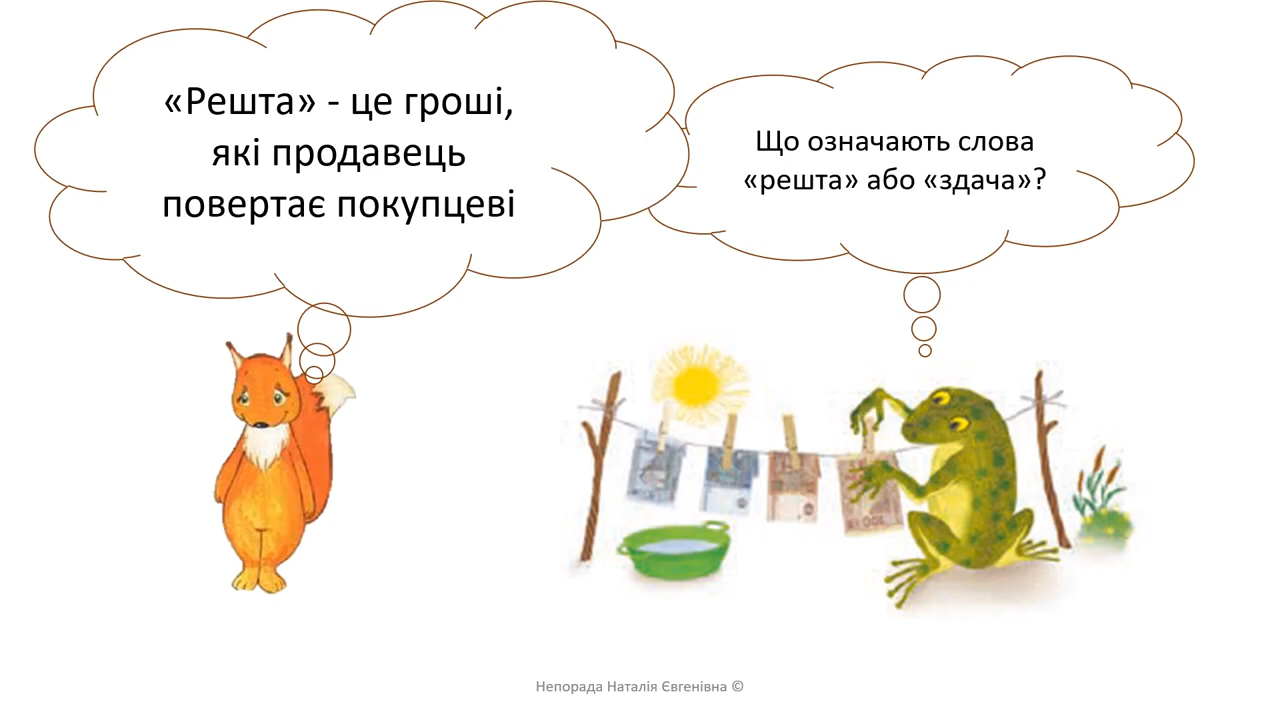 «Решта» - це гроші,
які продавець
повертає покупцеві
Що означають слова
«решта» або «здача»?
Непорада Наталія Євгенівна ©